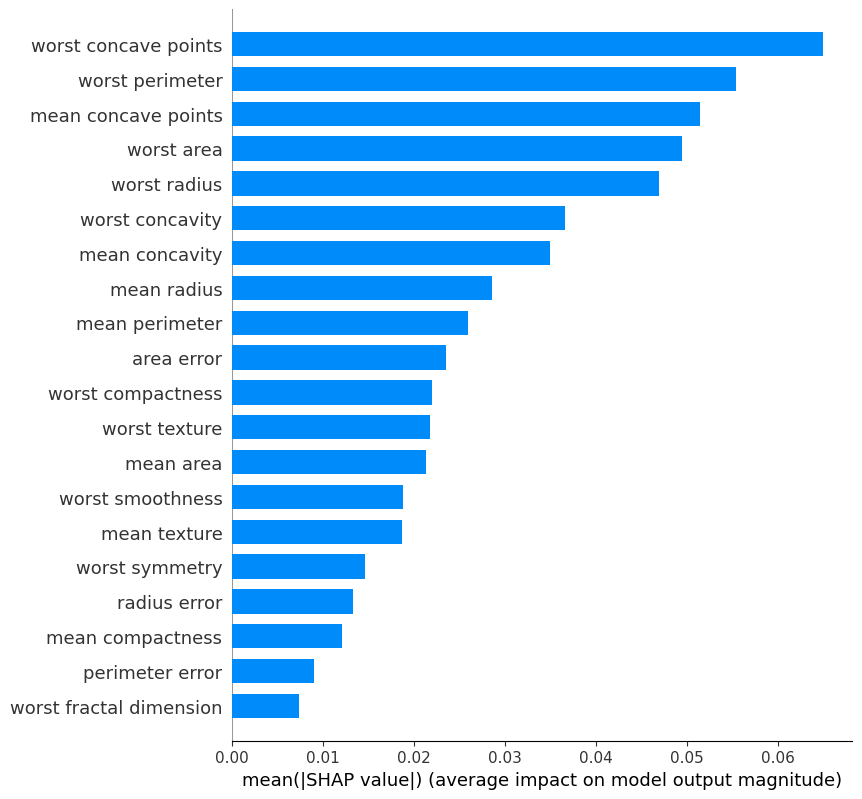 worst concave points
worst perimeter
mean concave points
worst area
worst radius
worst concavity
mean concavity
mean radius
mean perimeter
area error
worst compactness
worst texture
mean area
worst smoothness
mean texture
worst symmetry
radius error
mean compactness
perimeter error
worst fractal dimension
0.00 0.01 0.02 0.03 0.04 0.05 0.06
mean(|SHAP value|) (average impact on model output magnitude)